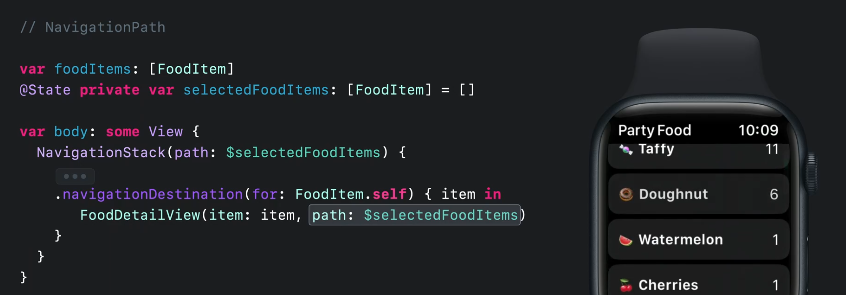 // NavigationPath
var foodItems: [FoodItem]
@State private var selectedFoodItems: [FoodItem] = []
var body: some View {
NavigationStack(path: $selectedFoodItems) {
•••
.navigationDestination(for: FoodItem.self) { item in
FoodDetailView(item: item, path: $selectedFoodItems)
}
}
}
Party Food 10:09
Taffy 11
Doughnut 6
Watermelon 1
Cherries 1